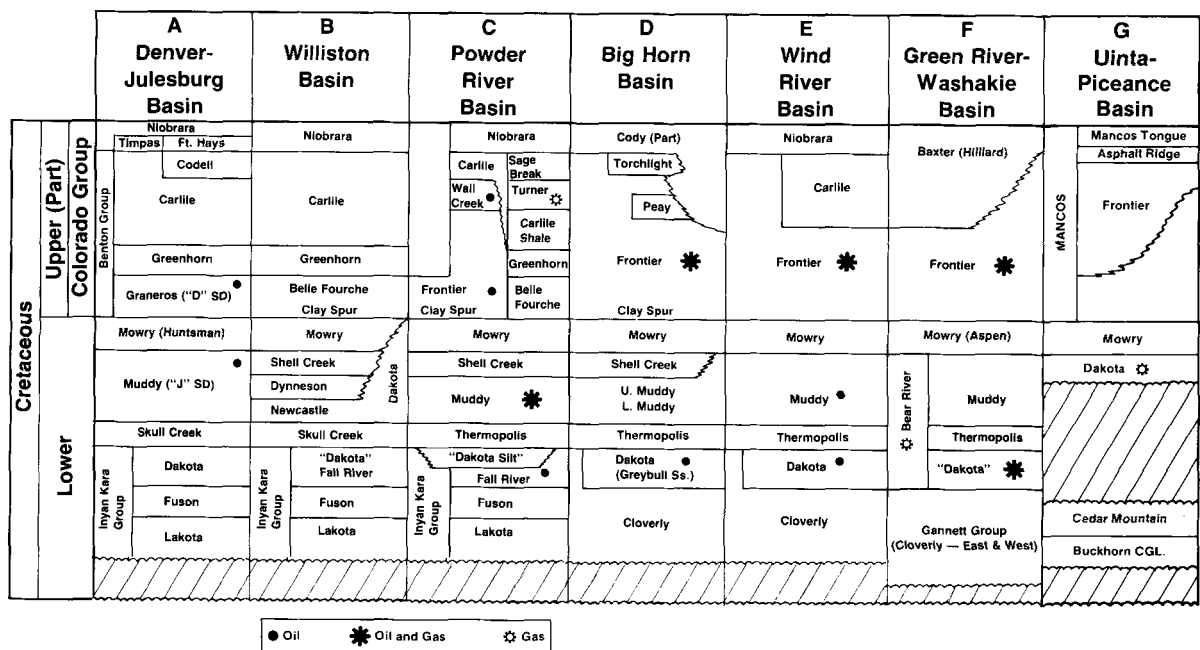 A
Denver-
Julesburg
Basin
B
Williston
Basin
C
Powder
River
Basin
D
Big Horn
Basin
E
Wind
River
Basin
F
Green River-
Washakie
Basin
G
Uinta-
Piceance
Basin
Cretaceous
Upper (Part)
Colorado Group
Lower
Niobrara
Timpas
Ft. Hays
Codell
Benton Group
Carlile
Greenhorn
Graneros ("D" SD)
Mowry (Huntsman)
Muddy ("J" SD)
Skull Creek
Inyan Kara
Group
Dakota
Fuson
Lakota
Niobrara
Carlile
Greenhorn
Belle Fourche
Clay Spur
Mowry
Shell Creek
Dynneson
Newcastle
Dakota
Skull Creek
Inyan Kara
Group
"Dakota"
Fall River
Fuson
Lakota
Niobrara
Carlile
Sage
Break
Wall
Creek
Turner
Carlile
Shale
Greenhorn
Frontier
Belle
Fourche
Clay Spur
Mowry
Shell Creek
Muddy
Thermopolis
"Dakota Silt"
Inyan Kara
Group
Fall River
Fuson
Lakota
Cody (Part)
Torchlight
Peay
Frontier
Clay Spur
Mowry
Shell Creek
U. Muddy
L. Muddy
Thermopolis
Dakota
(Greybull Ss.)
Cloverly
Niobrara
Carlile
Frontier
Mowry
Muddy
Thermopolis
Dakota
Cloverly
Baxter (Hilliard)
Frontier
Mowry (Aspen)
Bear River
Muddy
Thermopolis
"Dakota"
Gannett Group
(Cloverly — East & West)
MANCOS
Mancos Tongue
Asphalt Ridge
Frontier
Mowry
Dakota
Cedar Mountain
Buckhorn CGL.
Oil
Oil and Gas
Gas